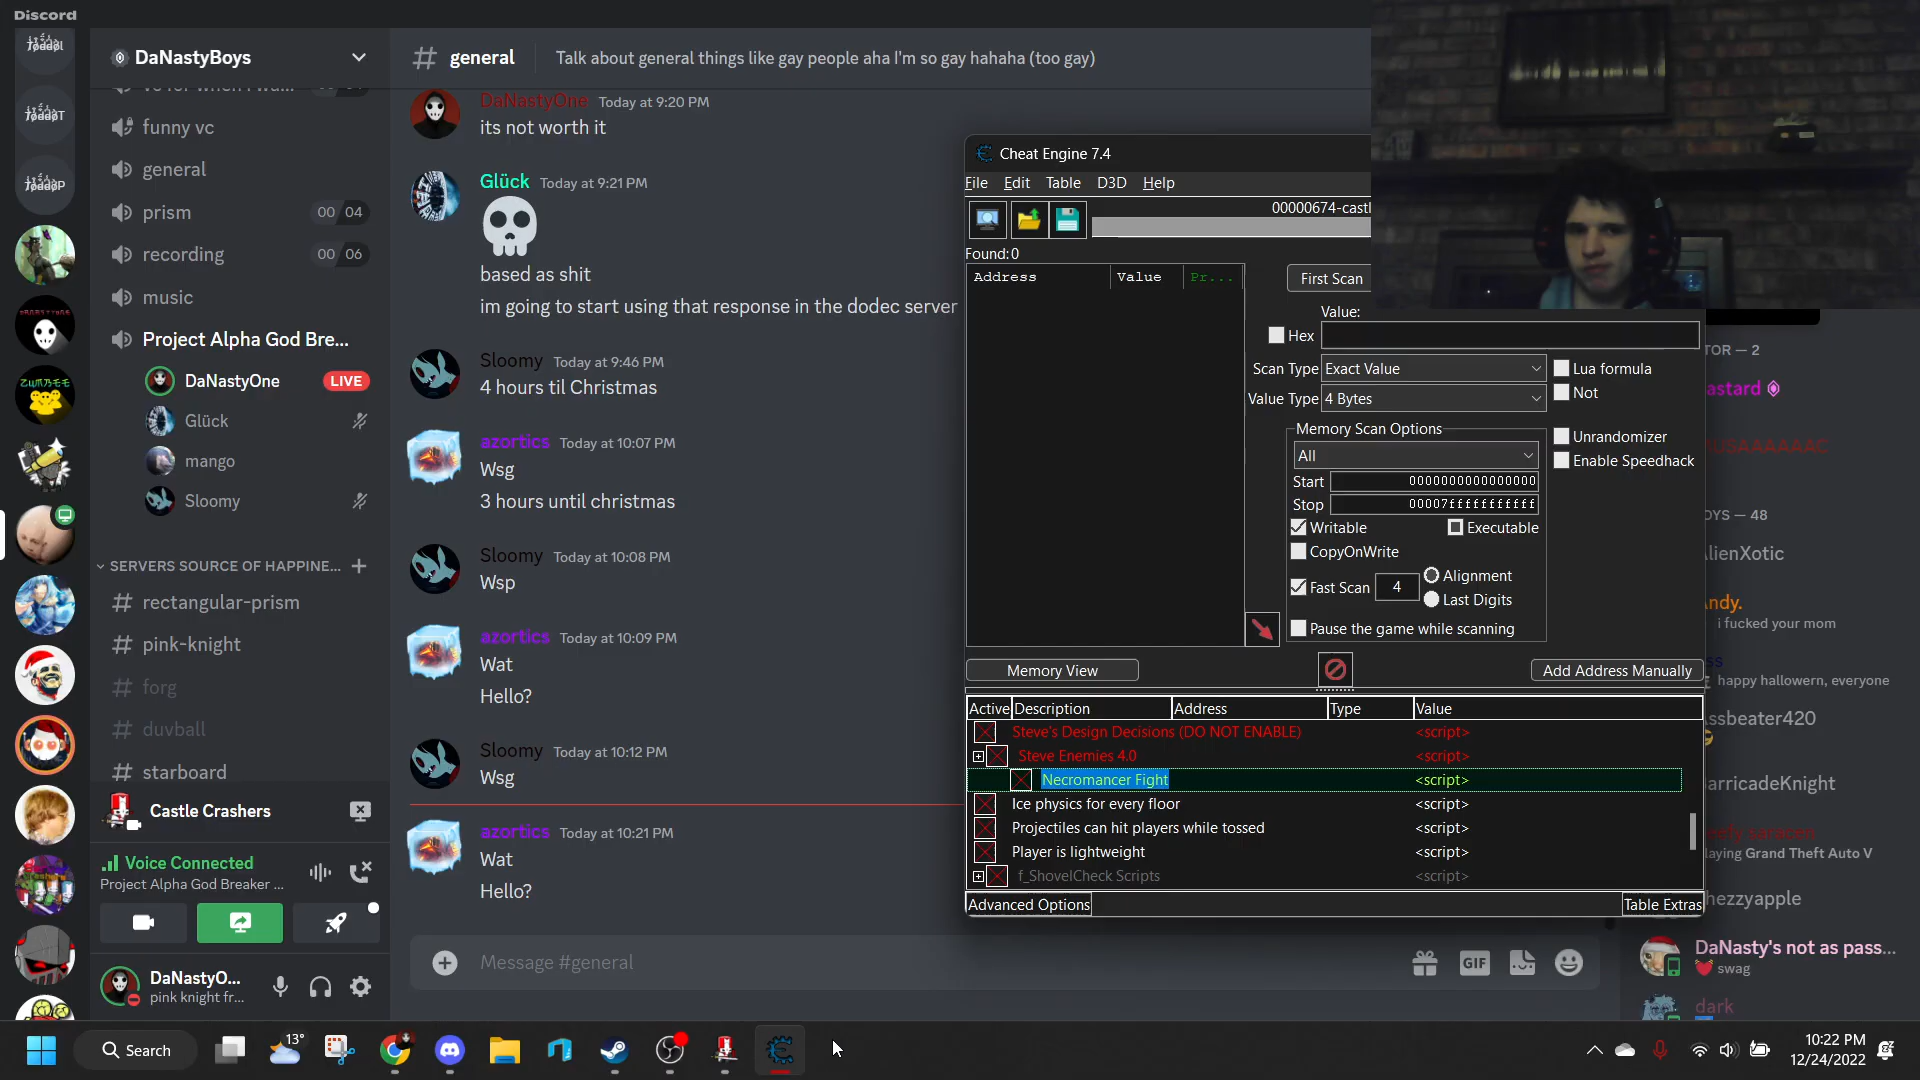 Discord
DaNastyBoys
funny vc
general
prism
00 04
recording
00 06
music
Project Alpha God Bre...
DaNastyOne
LIVE
Glück
mango
Sloomy
SERVERS SOURCE OF HAPPINE...
rectangular-prism
pink-knight
forg
duvball
starboard
Castle Crashers
Voice Connected
Project Alpha God Breaker ...
DaNastyO...
pink knight fr...
general
Talk about general things like gay people aha I'm so gay hahaha (too gay)
DaNastyOne Today at 9:20 PM
its not worth it
Glück Today at 9:21 PM
based as shit
im going to start using that response in the dodec server
Sloomy Today at 9:46 PM
4 hours til Christmas
azortics Today at 10:07 PM
Wsg
3 hours until christmas
Sloomy Today at 10:08 PM
Wsp
azortics Today at 10:09 PM
Wat
Hello?
Sloomy Today at 10:12 PM
Wsg
azortics Today at 10:21 PM
Wat
Hello?
Message #general
GIF
Cheat Engine 7.4
File Edit Table D3D Help
00000674-castl
Found:0
Address Value Pr...
First Scan
Value:
Hex
Scan Type Exact Value
Lua formula
Not
Value Type 4 Bytes
Memory Scan Options
All
Unrandomizer
Enable Speedhack
Start 0000000000000000
Stop 00007fffffffffff
Writable Executable
CopyOnWrite
Fast Scan 4 Alignment
Last Digits
Pause the game while scanning
Memory View
Add Address Manually
Active Description Address Type Value
Steve's Design Decisions (DO NOT ENABLE) <script>
Steve Enemies 4.0 <script>
Necromancer Fight <script>
Ice physics for every floor <script>
Projectiles can hit players while tossed <script>
Player is lightweight <script>
f_ShovelCheck Scripts <script>
Advanced Options
Table Extras
TOR — 2
astard
OYS — 48
lienXotic
ndy.
i fucked your mom
happy hallowern, everyone
ssbeater420
arricadeKnight
laying Grand Theft Auto V
hezzyapple
DaNasty's not as pass...
swag
dark
13°
Search
10:22 PM
12/24/2022